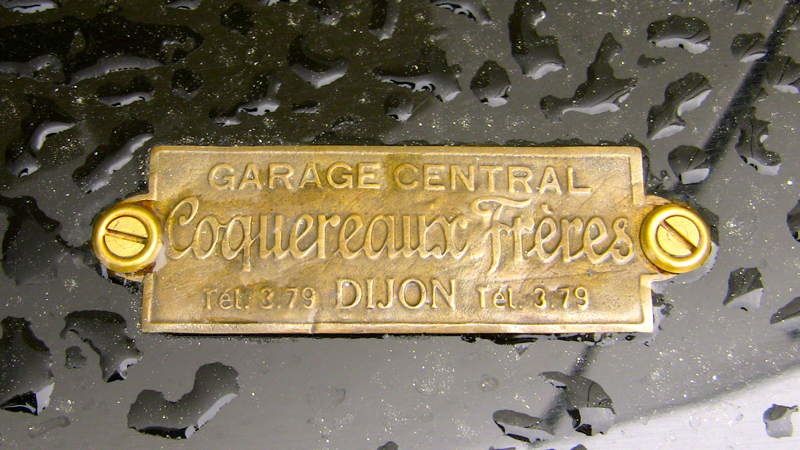 GARAGE CENTRAL
Coquereaux Frères
Tél. 3.79 DIJON Tél. 3.79